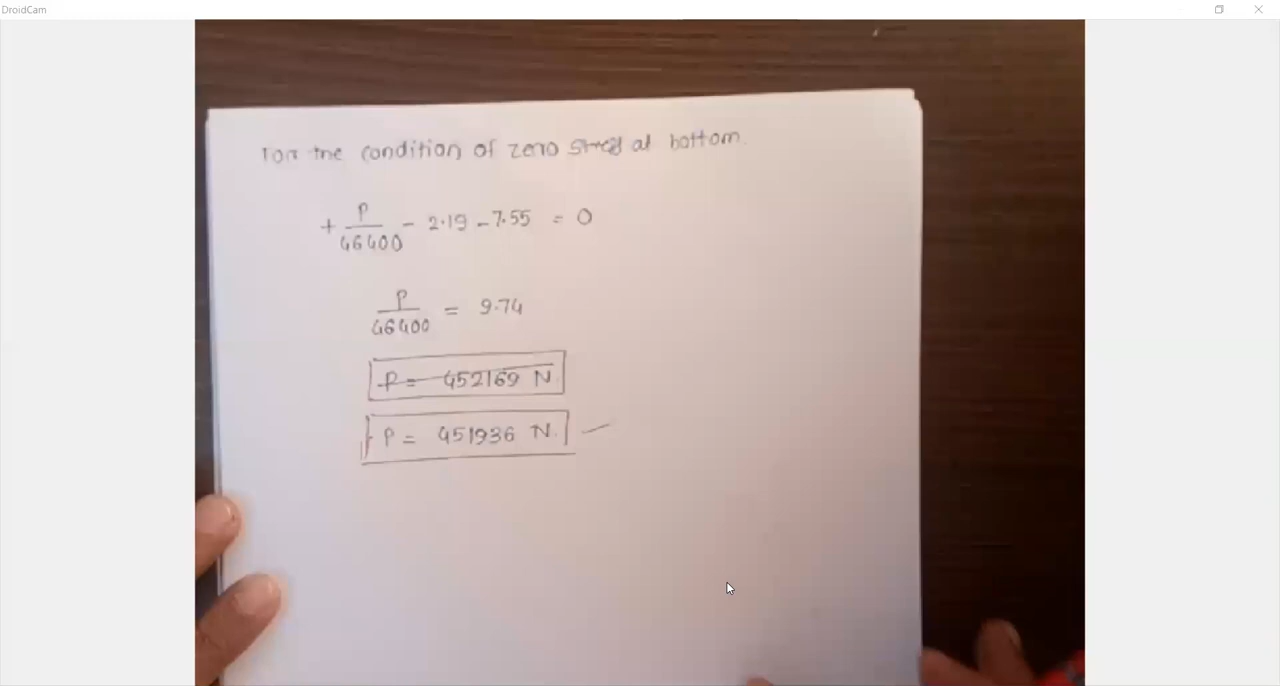 DroidCam
For the condition of zero stress at bottom.
+ P/46400 - 2.19 - 7.55 = 0
P/46400 = 9.74
P = 452169 N.
P = 451936 N.